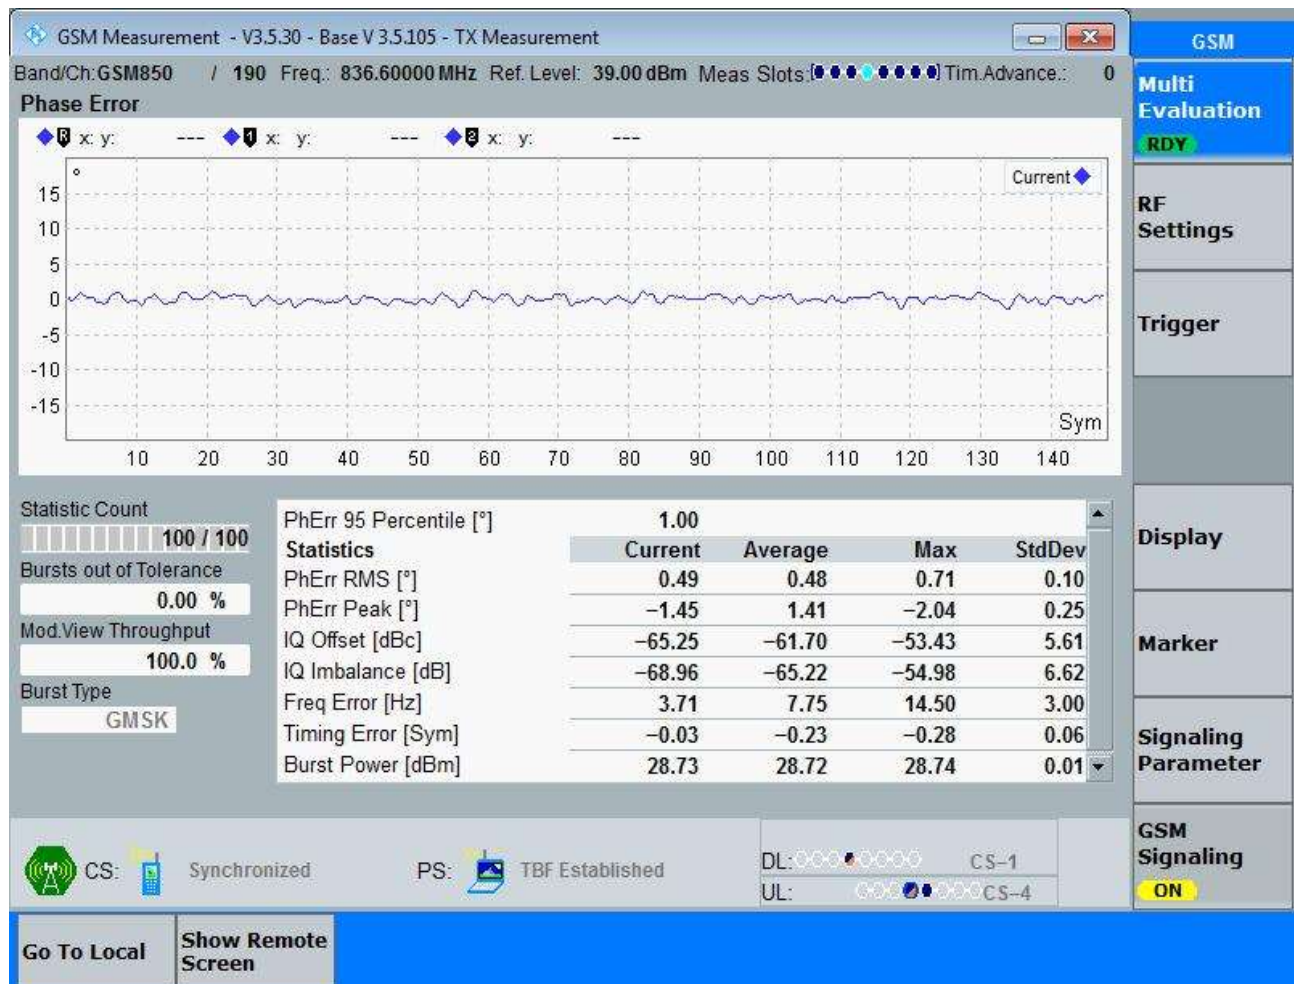 GSM Measurement - V3.5.30 - Base V 3.5.105 - TX Measurement
Band/Ch:GSM850 / 190 Freq.: 836.60000 MHz Ref. Level: 39.00 dBm Meas Slots: Tim.Advance.: 0
Phase Error
R x: y: --- 1 x: y: --- 2 x: y: ---
°
Current
15
10
5
0
-5
-10
-15
Sym
10 20 30 40 50 60 70 80 90 100 110 120 130 140
Statistic Count
100 / 100
Bursts out of Tolerance
0.00 %
Mod.View Throughput
100.0 %
Burst Type
GMSK
PhErr 95 Percentile [°] 1.00
Statistics Current Average Max StdDev
PhErr RMS [°] 0.49 0.48 0.71 0.10
PhErr Peak [°] −1.45 1.41 −2.04 0.25
IQ Offset [dBc] −65.25 −61.70 −53.43 5.61
IQ Imbalance [dB] −68.96 −65.22 −54.98 6.62
Freq Error [Hz] 3.71 7.75 14.50 3.00
Timing Error [Sym] −0.03 −0.23 −0.28 0.06
Burst Power [dBm] 28.73 28.72 28.74 0.01
CS: Synchronized PS: TBF Established
DL: CS−1
UL: CS−4
GSM
Multi
Evaluation
RDY
RF
Settings
Trigger
Display
Marker
Signaling
Parameter
GSM
Signaling
ON
Go To Local
Show Remote
Screen